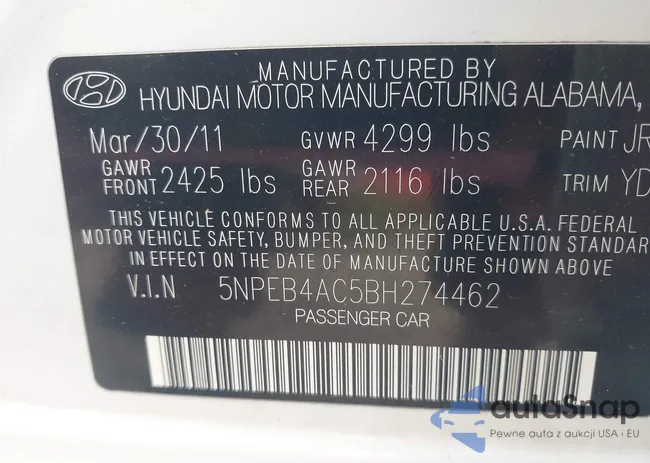 MANUFACTURED BY
HYUNDAI MOTOR MANUFACTURING ALABAMA,
Mar/30/11 GVWR 4299 lbs PAINT JR
GAWR FRONT 2425 lbs GAWR REAR 2116 lbs TRIM YD
THIS VEHICLE CONFORMS TO ALL APPLICABLE U.S.A. FEDERAL
MOTOR VEHICLE SAFETY, BUMPER, AND THEFT PREVENTION STANDAR
IN EFFECT ON THE DATE OF MANUFACTURE SHOWN ABOVE
V.I.N 5NPEB4AC5BH274462
PASSENGER CAR
autaSnap
Pewne auta z aukcji USA i EU